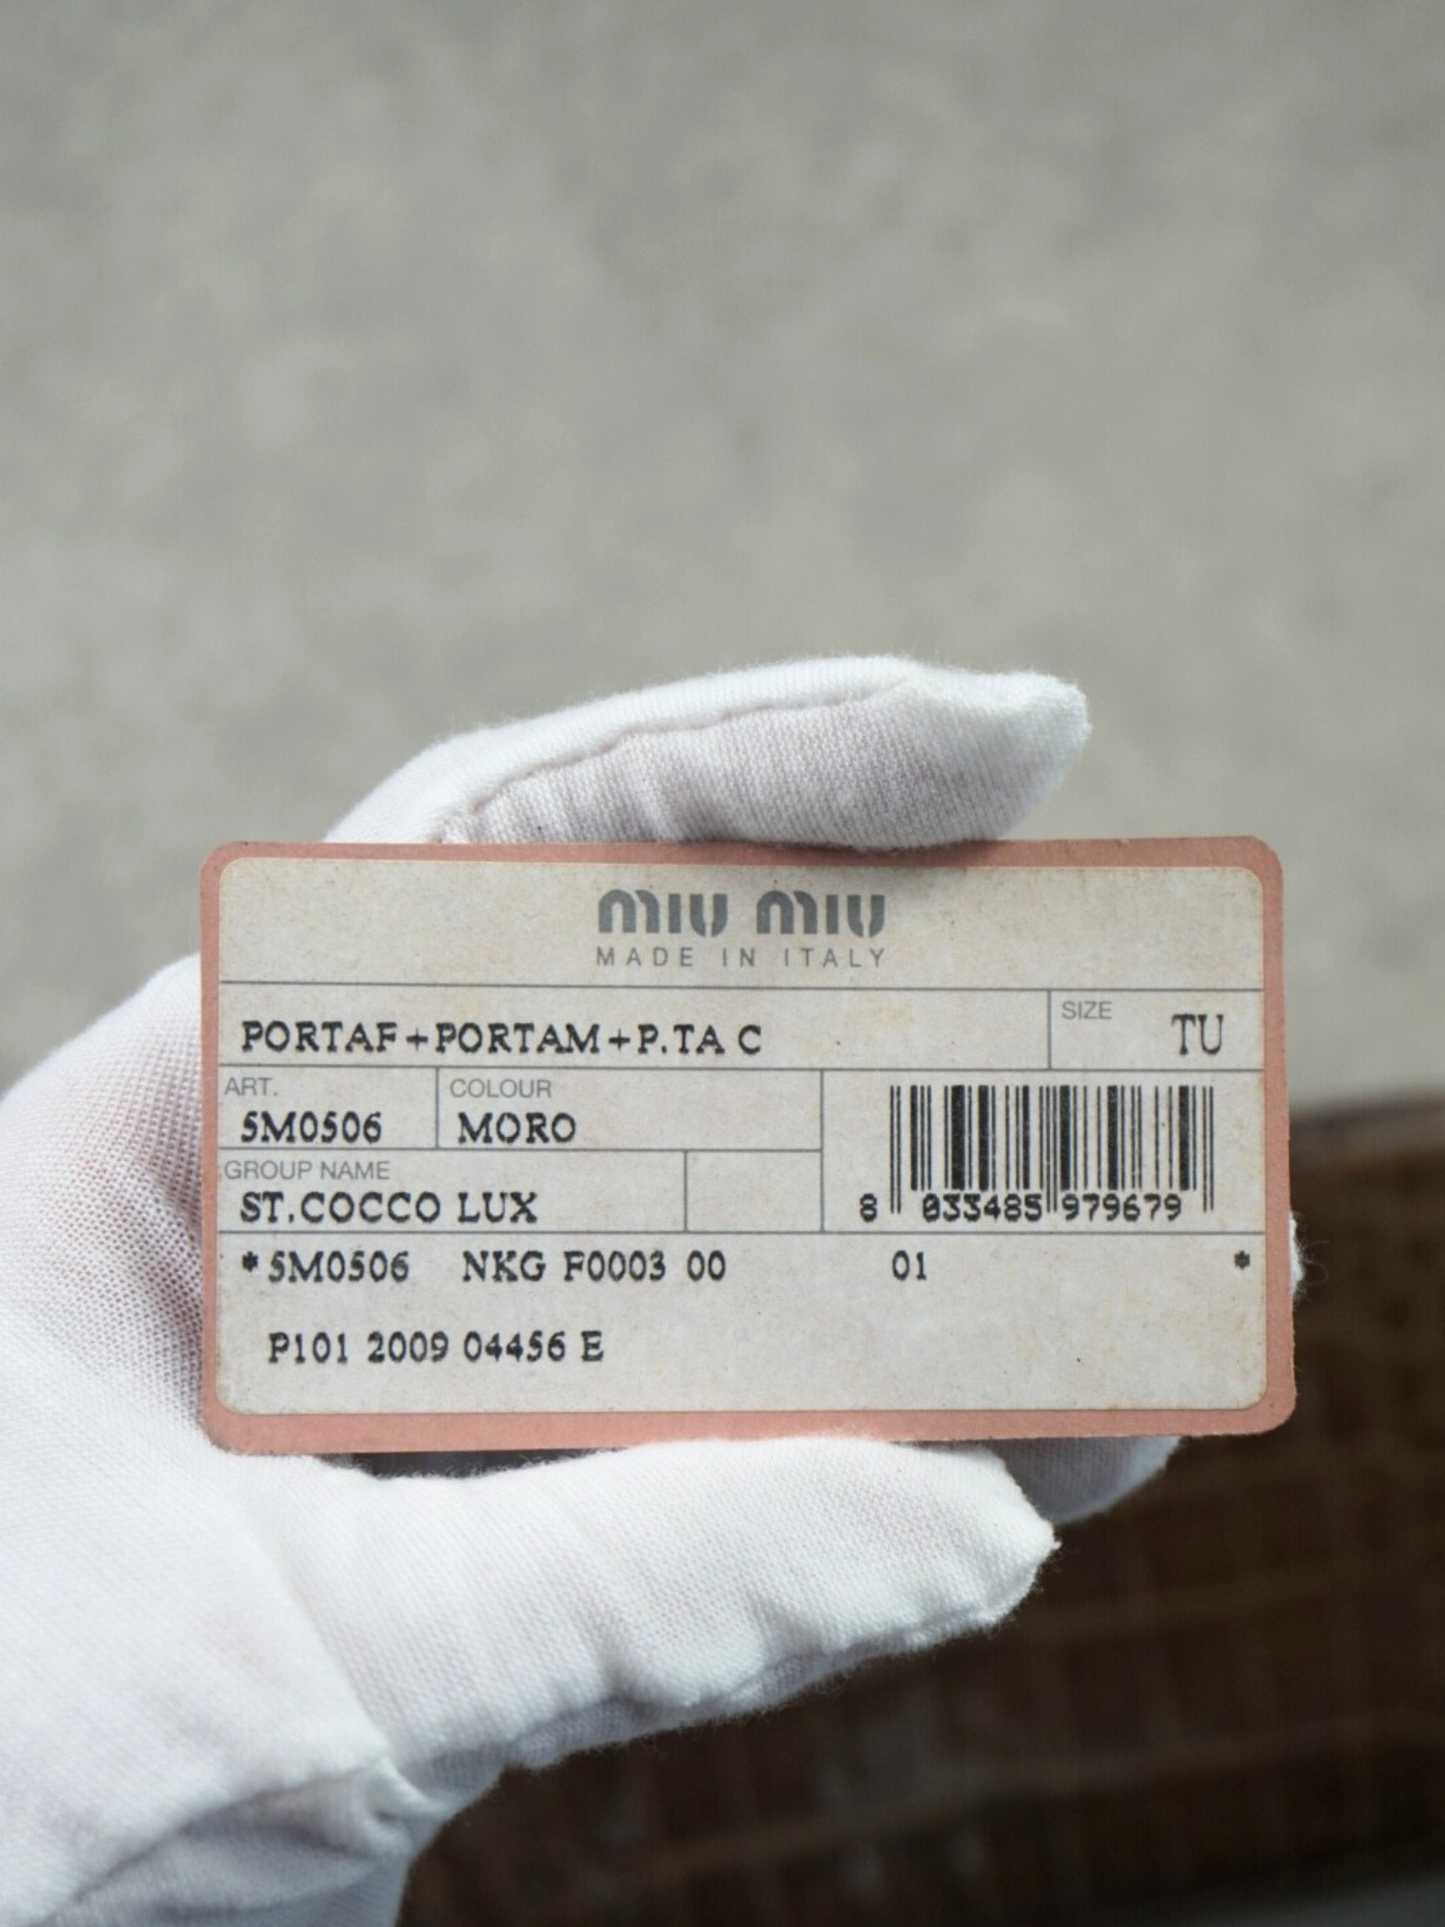 MIU MIU
MADE IN ITALY
PORTAF+PORTAM+P.TA C
SIZE TU
ART. COLOUR
5M0506 MORO
GROUP NAME
ST.COCCO LUX
8 033485 979679
* 5M0506 NKG F0003 00 01 *
P101 2009 04456 E